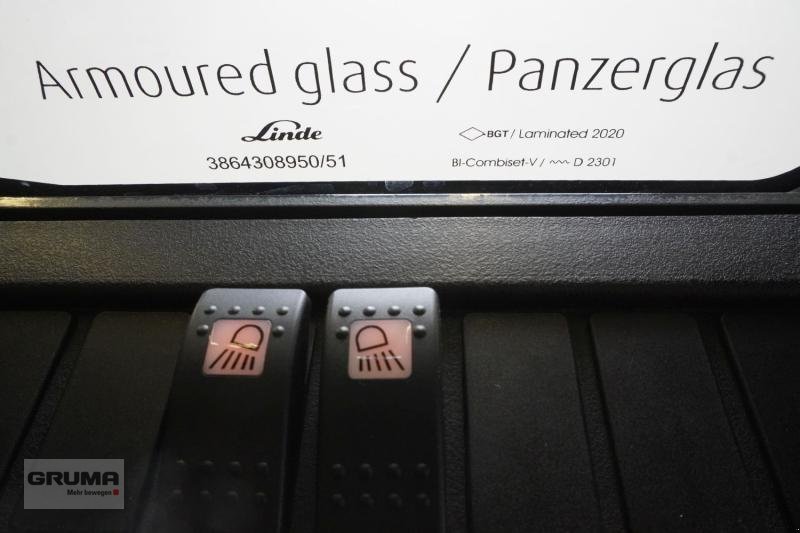 Armoured glass / Panzerglas
Linde
3864308950/51
BGT / Laminated 2020
BI-Combiset-V / D 2301
GRUMA
Mehr bewegen